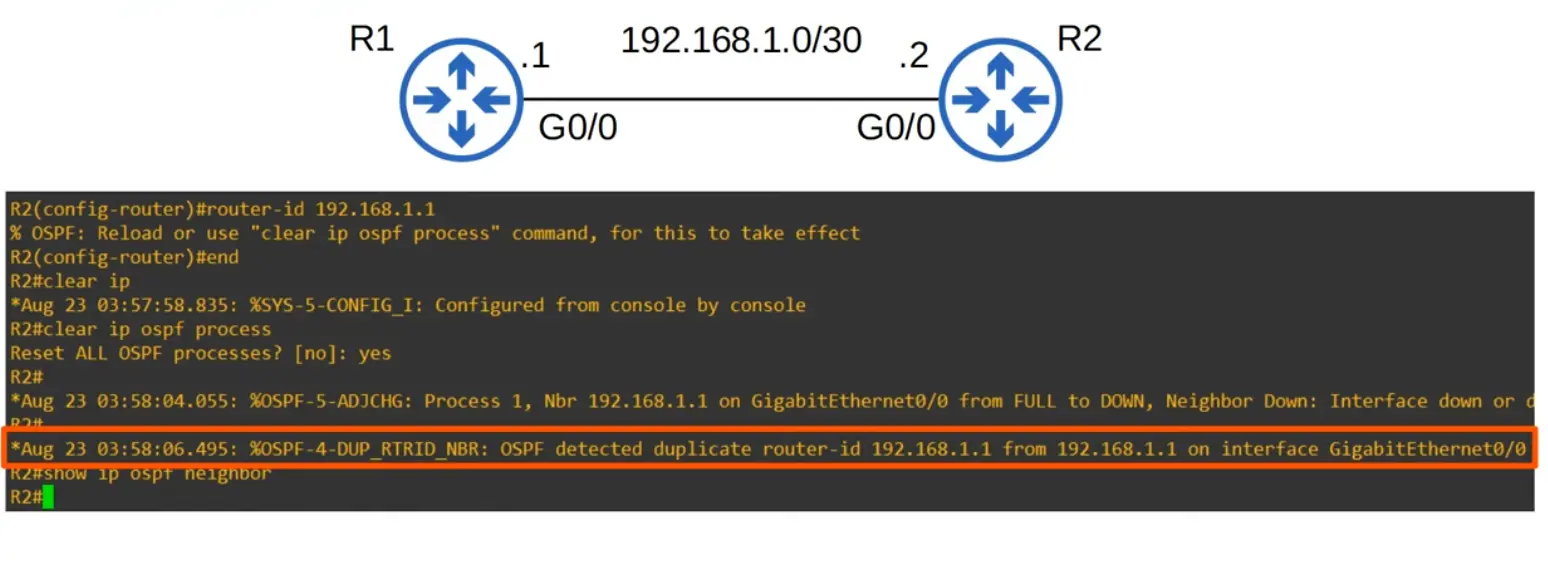 R1
.1
192.168.1.0/30
.2
R2
G0/0
G0/0
R2(config-router)#router-id 192.168.1.1
% OSPF: Reload or use "clear ip ospf process" command, for this to take effect
R2(config-router)#end
R2#clear ip
*Aug 23 03:57:58.835: %SYS-5-CONFIG_I: Configured from console by console
R2#clear ip ospf process
Reset ALL OSPF processes? [no]: yes
R2#
*Aug 23 03:58:04.055: %OSPF-5-ADJCHG: Process 1, Nbr 192.168.1.1 on GigabitEthernet0/0 from FULL to DOWN, Neighbor Down: Interface down or d
R2#
*Aug 23 03:58:06.495: %OSPF-4-DUP_RTRID_NBR: OSPF detected duplicate router-id 192.168.1.1 from 192.168.1.1 on interface GigabitEthernet0/0
R2#show ip ospf neighbor
R2#